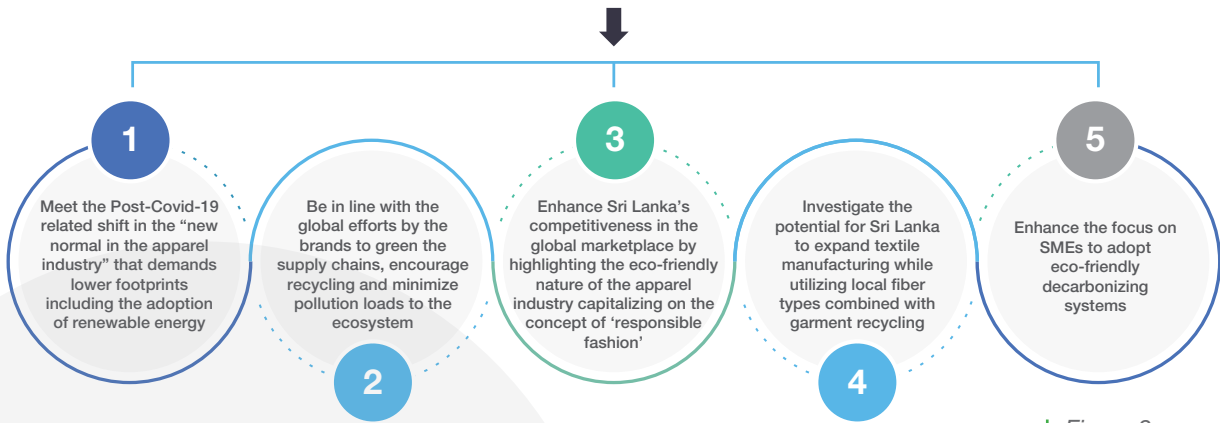 1
Meet the Post-Covid-19
related shift in the “new
normal in the apparel
industry” that demands
lower footprints
including the adoption
of renewable energy
Be in line with the
global efforts by the
brands to green the
supply chains, encourage
recycling and minimize
pollution loads to the
ecosystem
2
3
Enhance Sri Lanka’s
competitiveness in the
global marketplace by
highlighting the eco-friendly
nature of the apparel
industry capitalizing on the
concept of ‘responsible
fashion’
Investigate the
potential for Sri Lanka
to expand textile
manufacturing while
utilizing local fiber
types combined with
garment recycling
4
5
Enhance the focus on
SMEs to adopt
eco-friendly
decarbonizing
systems